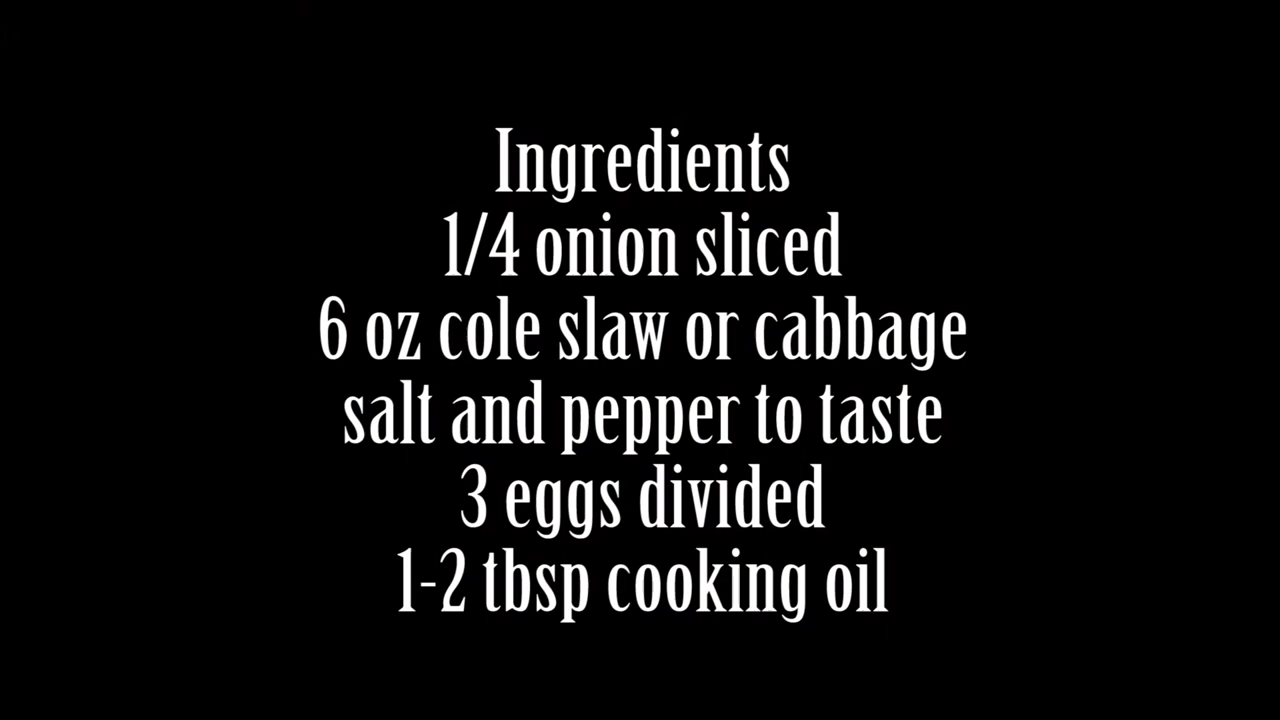 Ingredients
1/4 onion sliced
6 oz cole slaw or cabbage
salt and pepper to taste
3 eggs divided
1-2 tbsp cooking oil